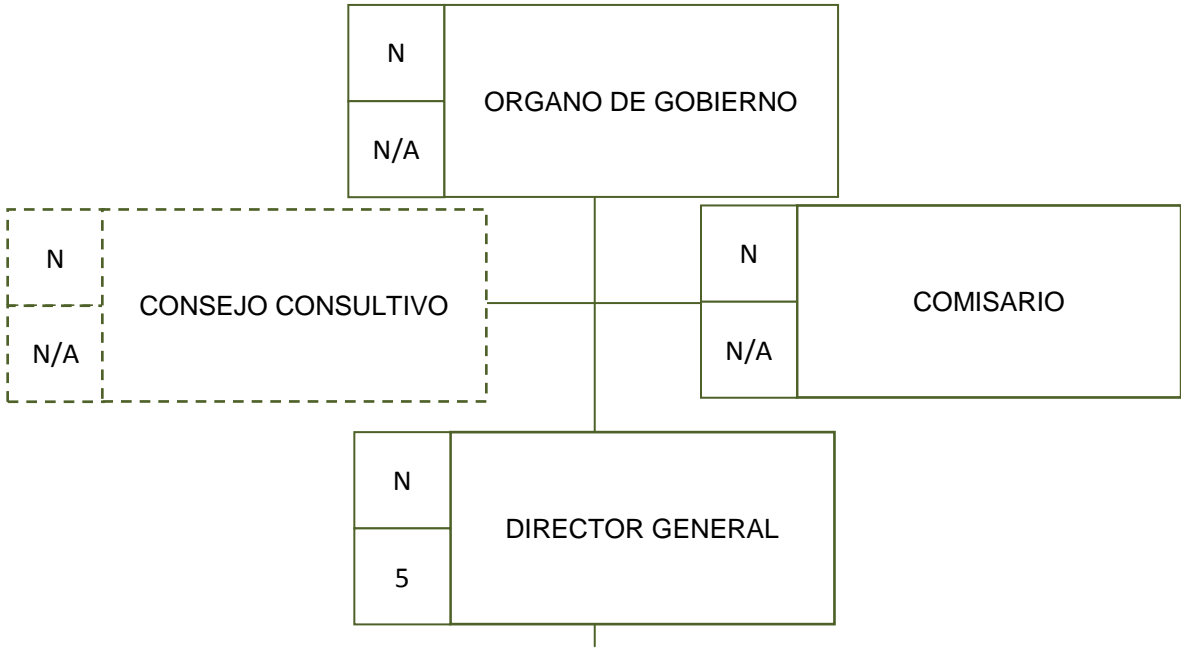 N
ORGANO DE GOBIERNO
N/A
N
CONSEJO CONSULTIVO
N/A
N
COMISARIO
N/A
N
DIRECTOR GENERAL
5